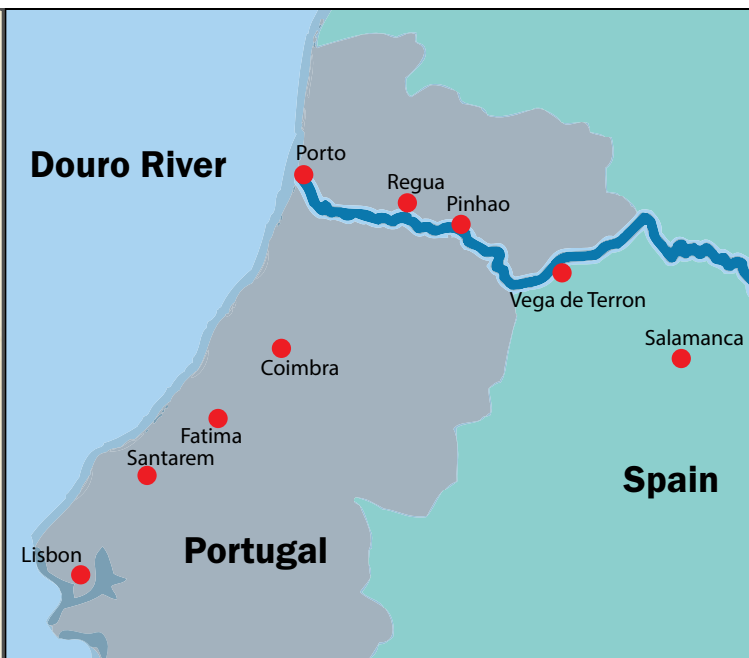 Porto
Douro River
Regua
Pinhao
Vega de Terron
Salamanca
Coimbra
Fatima
Santarem
Spain
Portugal
Lisbon